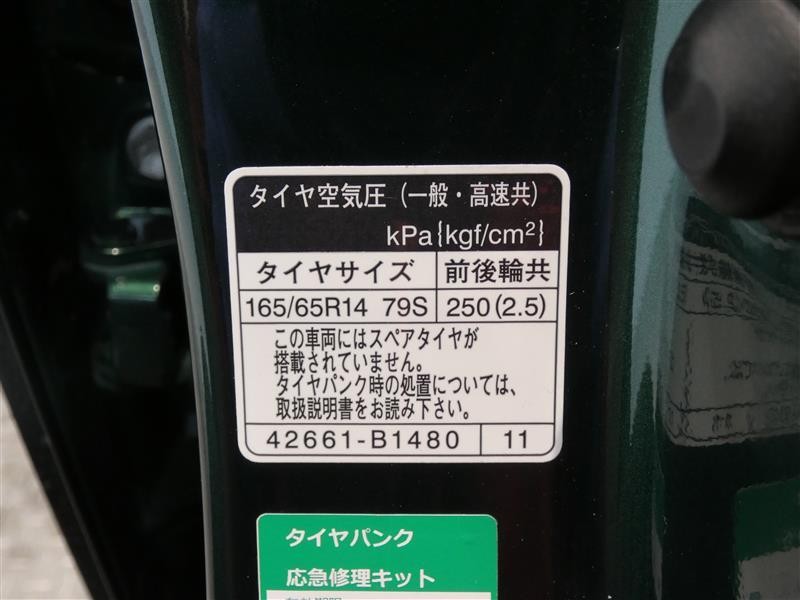 タイヤ空気圧（一般・高速共）
kPa{kgf/cm²}
タイヤサイズ 前後輪共
165/65R14 79S 250(2.5)
この車両にはスペアタイヤが
搭載されていません。
タイヤパンク時の処置については、
取扱説明書をお読み下さい。
42661-B1480 11
タイヤパンク
応急修理キット